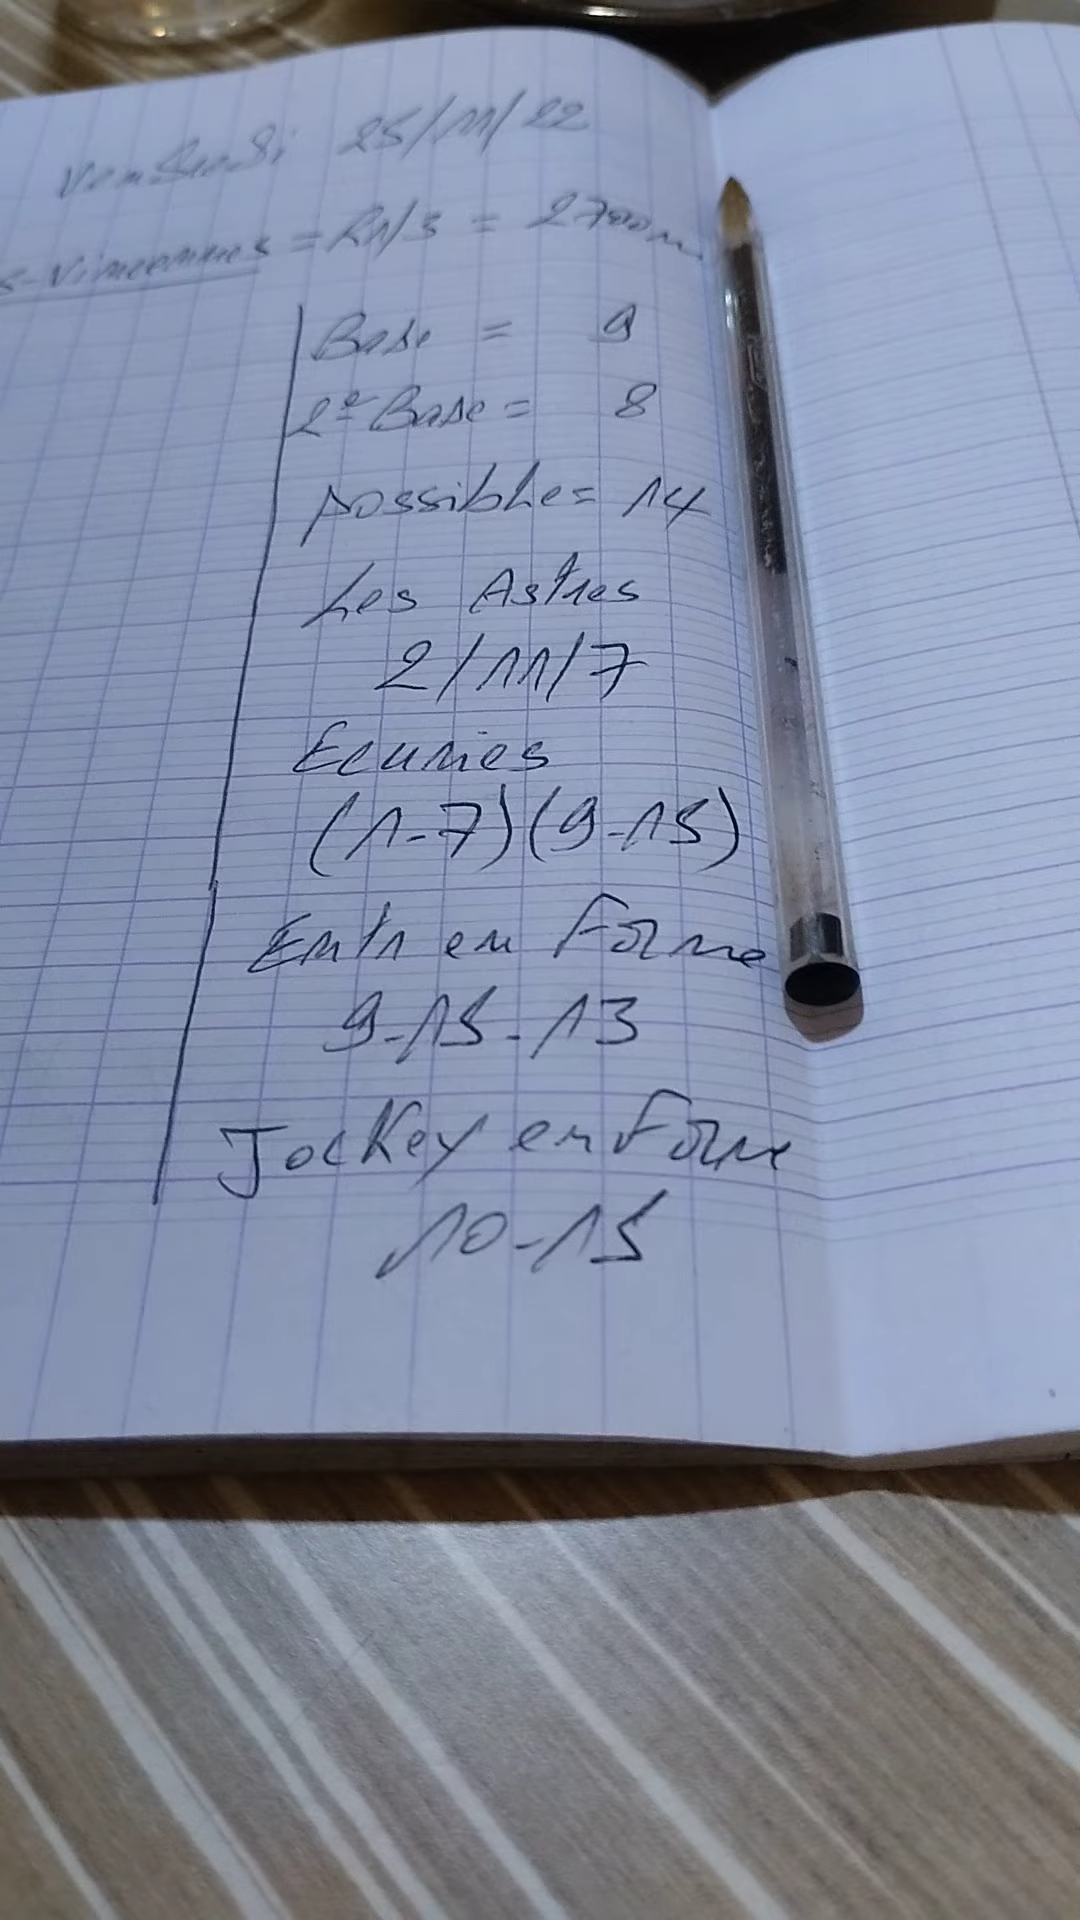 Vendredi 25/11/22
s-Vincennes = R1/3 = 2700m
Base = 9
2e Base = 8
possible = 14
Les Astres
2/11/7
Ecuries
(1-7)(9-15)
Entr en Forme
9-15-13
Jockey en Forme
10-15